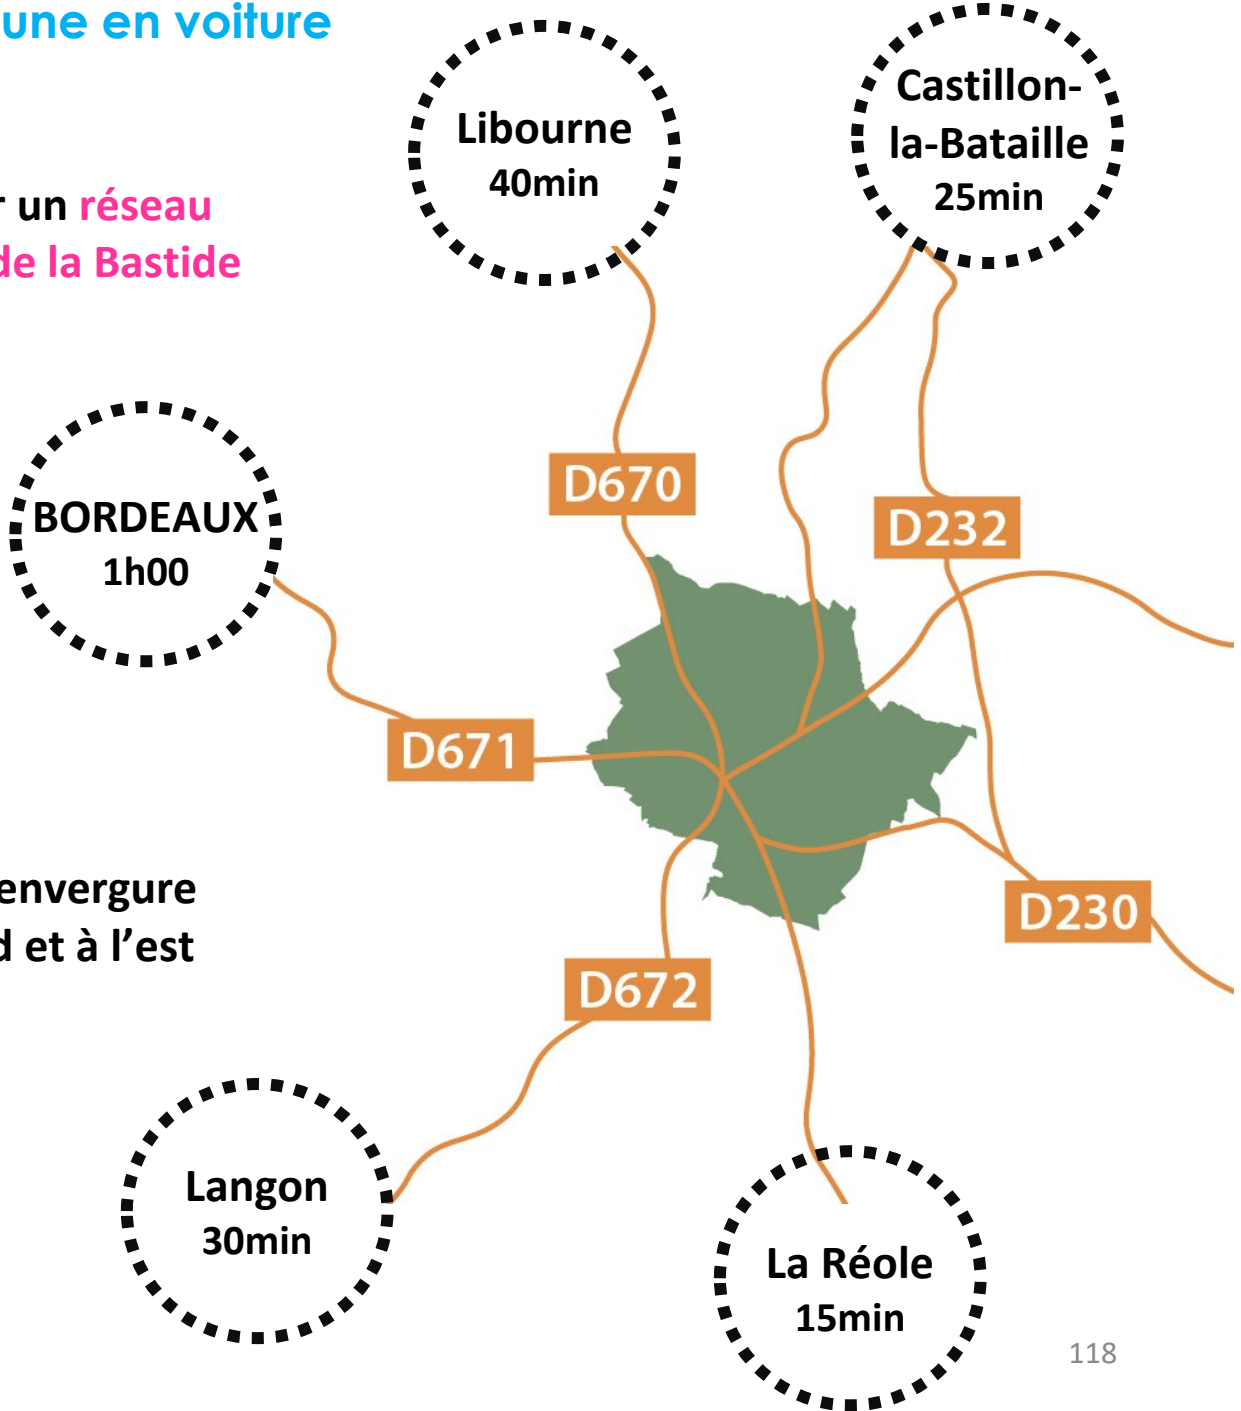 une en voiture
Libourne
40min
Castillon-
la-Bataille
25min
r un réseau
de la Bastide
BORDEAUX
1h00
D670
D232
D671
envergure
d et à l’est
D230
D672
Langon
30min
La Réole
15min
118